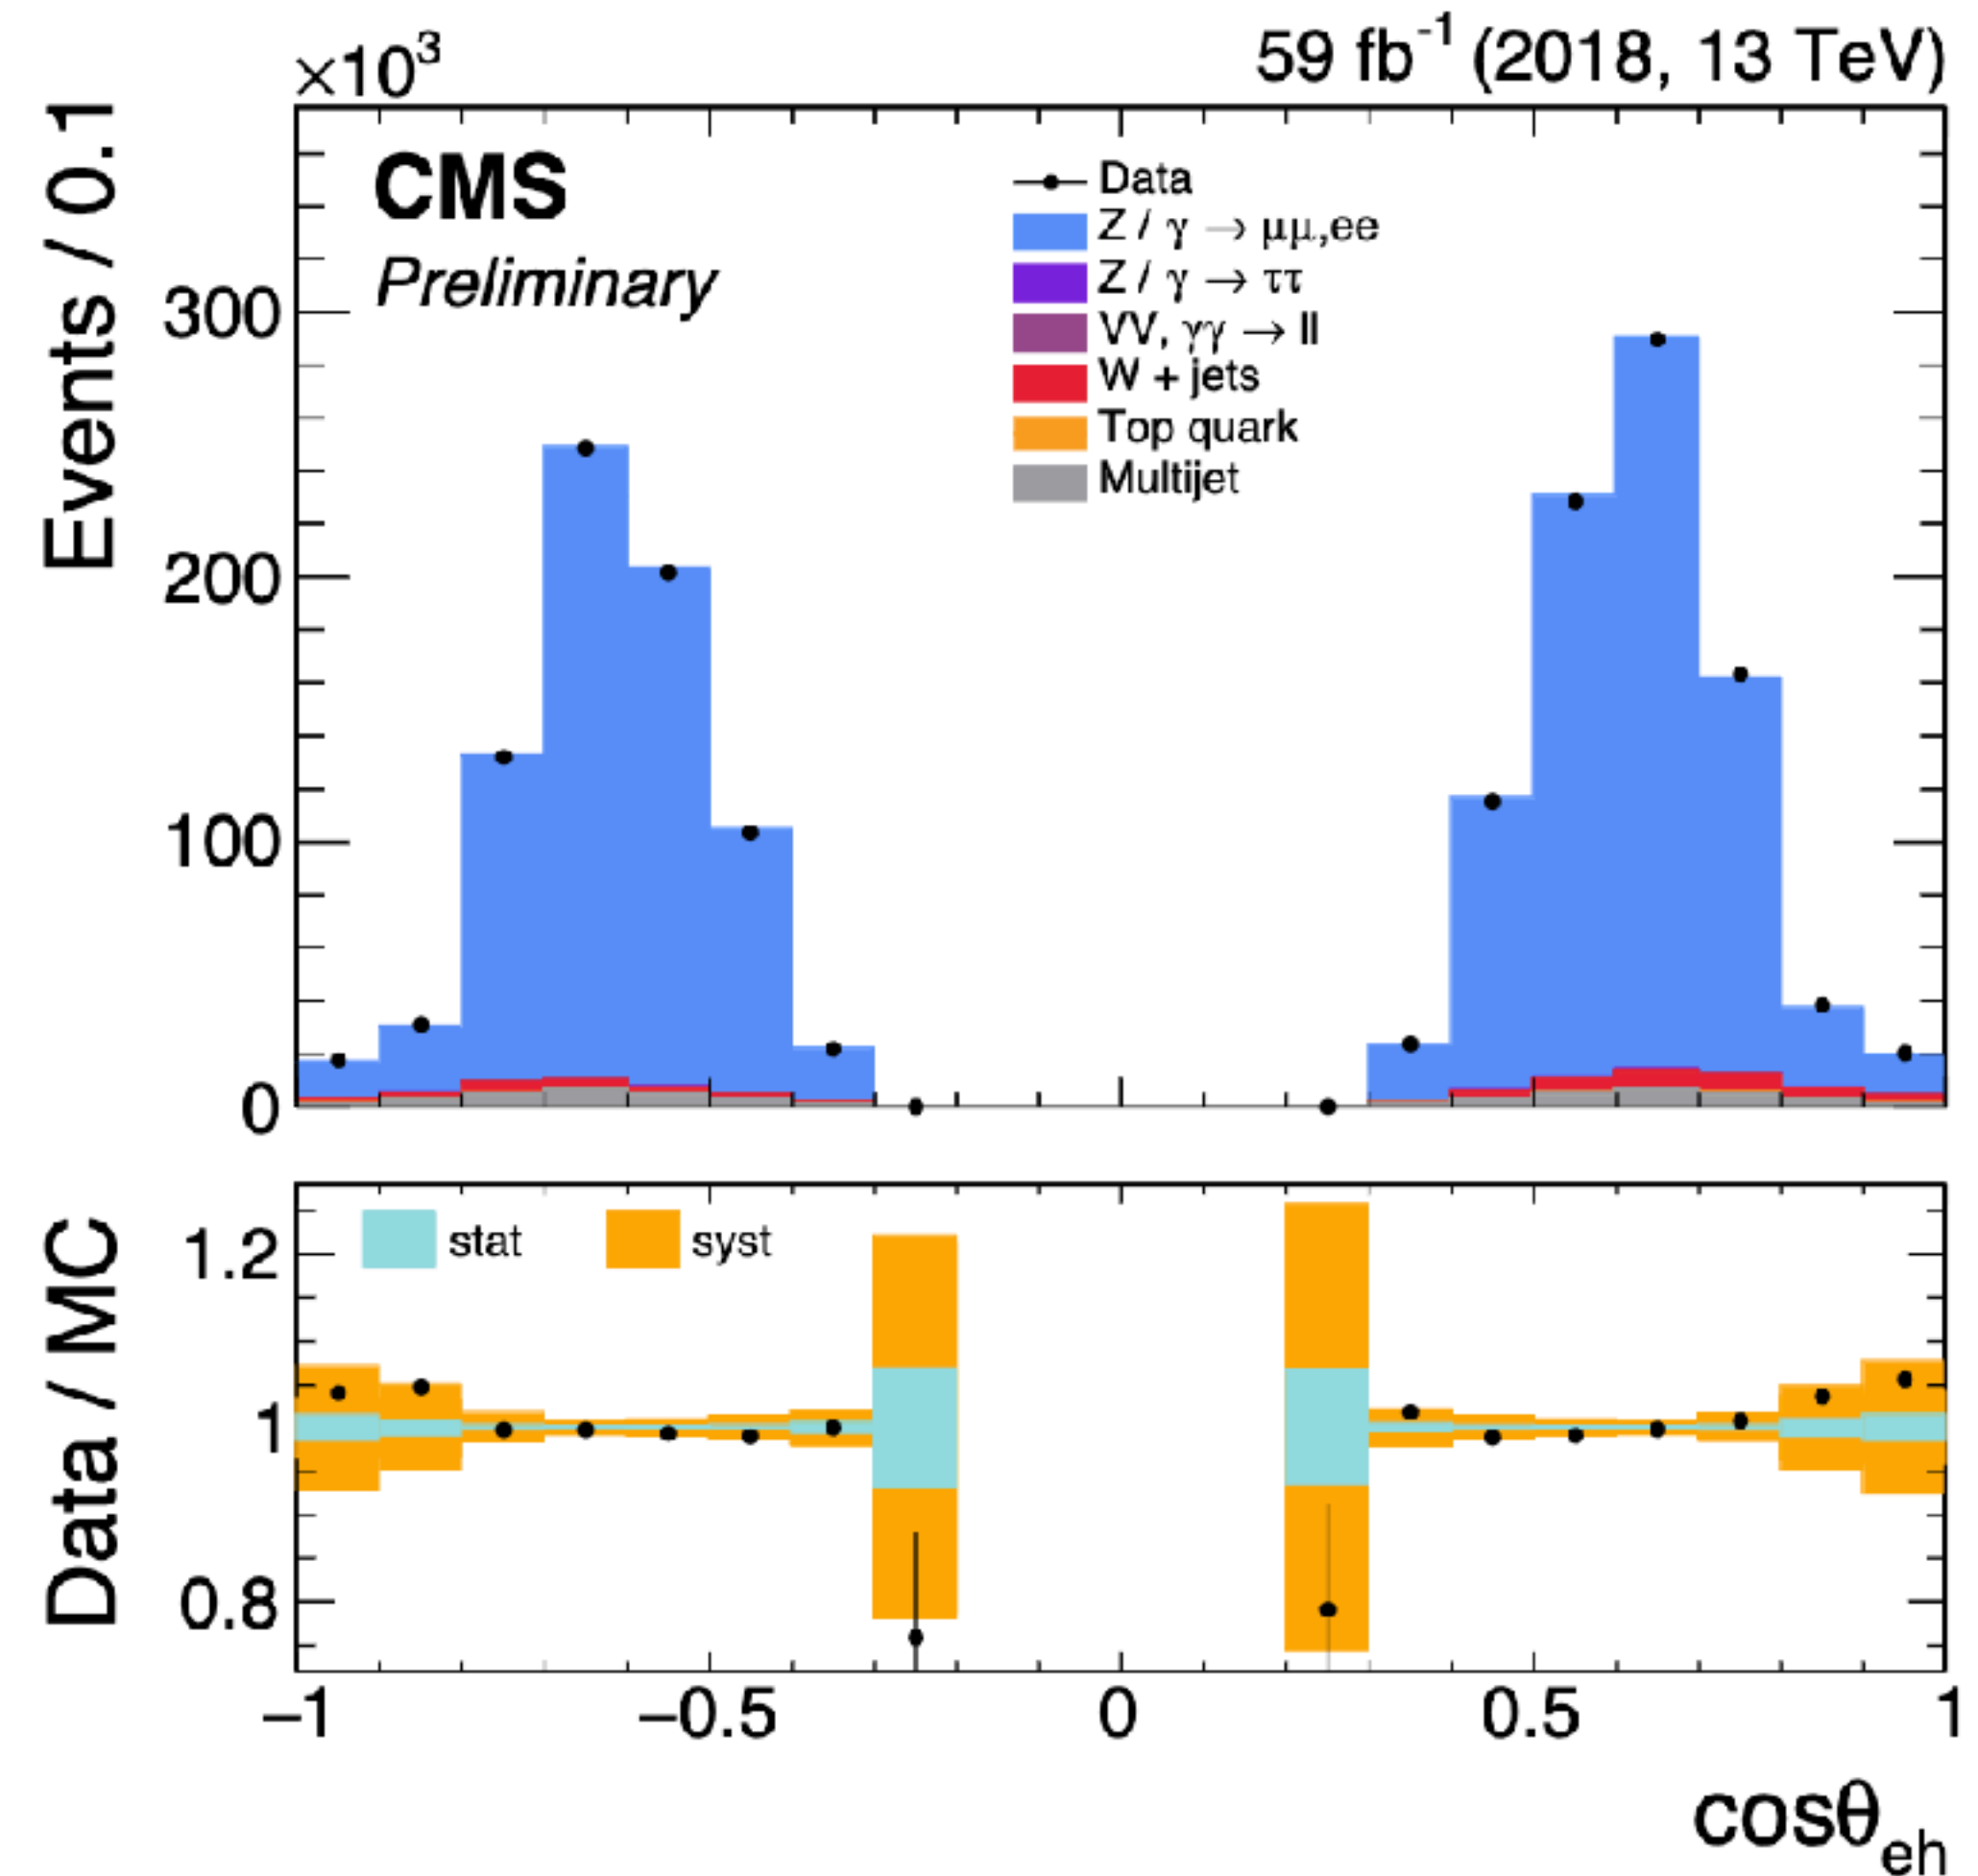 ×10³
59 fb⁻¹ (2018, 13 TeV)
Events / 0.1
CMS
Preliminary
Data
Z / γ → μμ,ee
Z / γ → ττ
VV, γγ → ll
W + jets
Top quark
Multijet
300
200
100
0
Data / MC
stat
syst
1.2
1
0.8
−1
−0.5
0
0.5
1
cosθ_eh